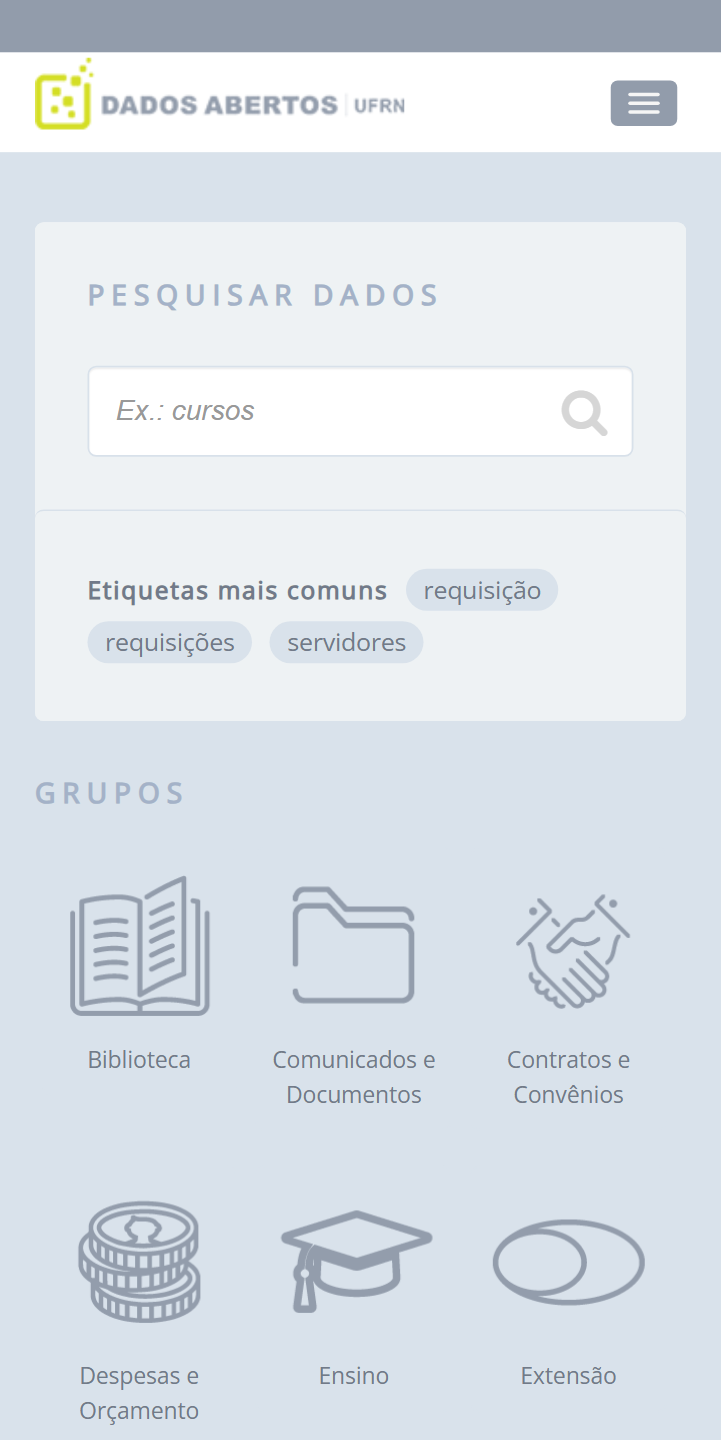 DADOS ABERTOS UFRN
PESQUISAR DADOS
Ex.: cursos
Etiquetas mais comuns requisição
requisições servidores
GRUPOS
Biblioteca
Comunicados e
Documentos
Contratos e
Convênios
Despesas e
Orçamento
Ensino
Extensão